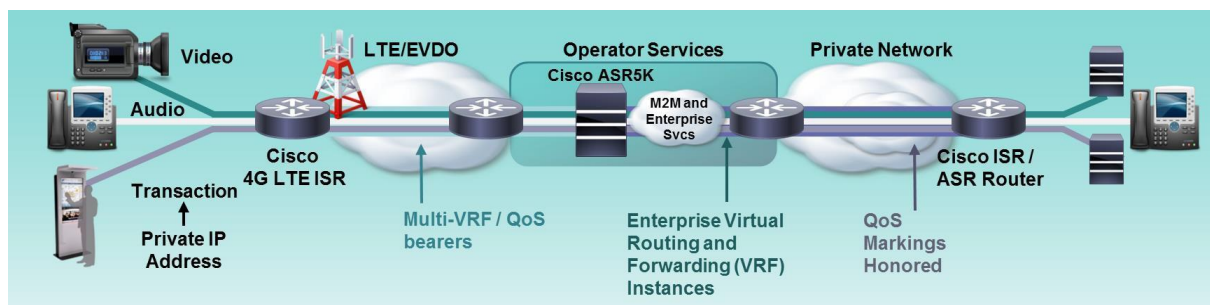 Video
LTE/EVDO
Operator Services
Private Network
Cisco ASR5K
Audio
M2M and
Enterprise
Svcs
Cisco
4G LTE ISR
Cisco ISR /
ASR Router
Transaction
Private IP
Address
Multi-VRF / QoS
bearers
Enterprise Virtual
Routing and
Forwarding (VRF)
Instances
QoS
Markings
Honored